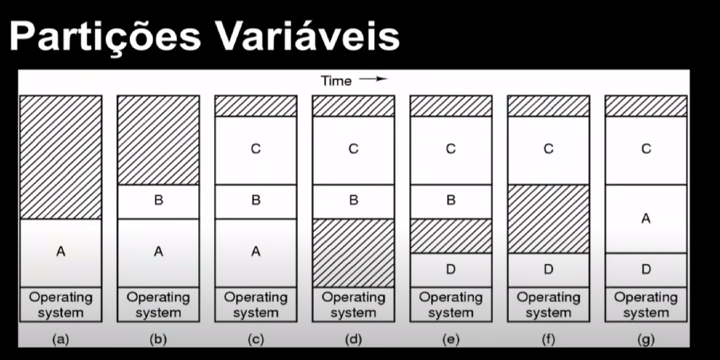 Partições Variáveis
Time
C
C
C
C
C
B
B
B
B
A
A
A
A
D
D
D
Operating
system
Operating
system
Operating
system
Operating
system
Operating
system
Operating
system
Operating
system
(a)
(b)
(c)
(d)
(e)
(f)
(g)